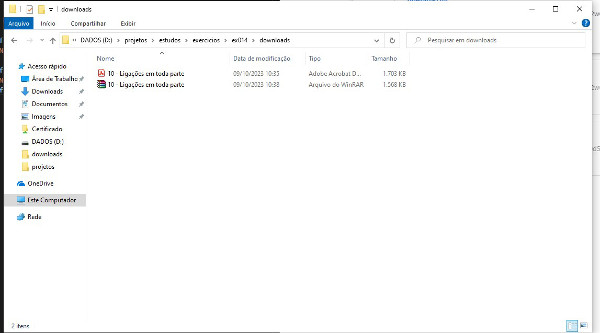 downloads
Arquivo Início Compartilhar Exibir
DADOS (D:) > projetos > estudos > exercicios > ex014 > downloads
Pesquisar em downloads
Nome Data de modificação Tipo Tamanho
10 - Ligações em toda parte 09/10/2023 10:35 Adobe Acrobat D... 1.703 KB
10 - Ligações em toda parte 09/10/2023 10:38 Arquivo do WinRAR 1.568 KB
Acesso rápido
Área de Trabalho
Downloads
Documentos
Imagens
Certificado
DADOS (D:)
downloads
projetos
OneDrive
Este Computador
Rede
2 itens